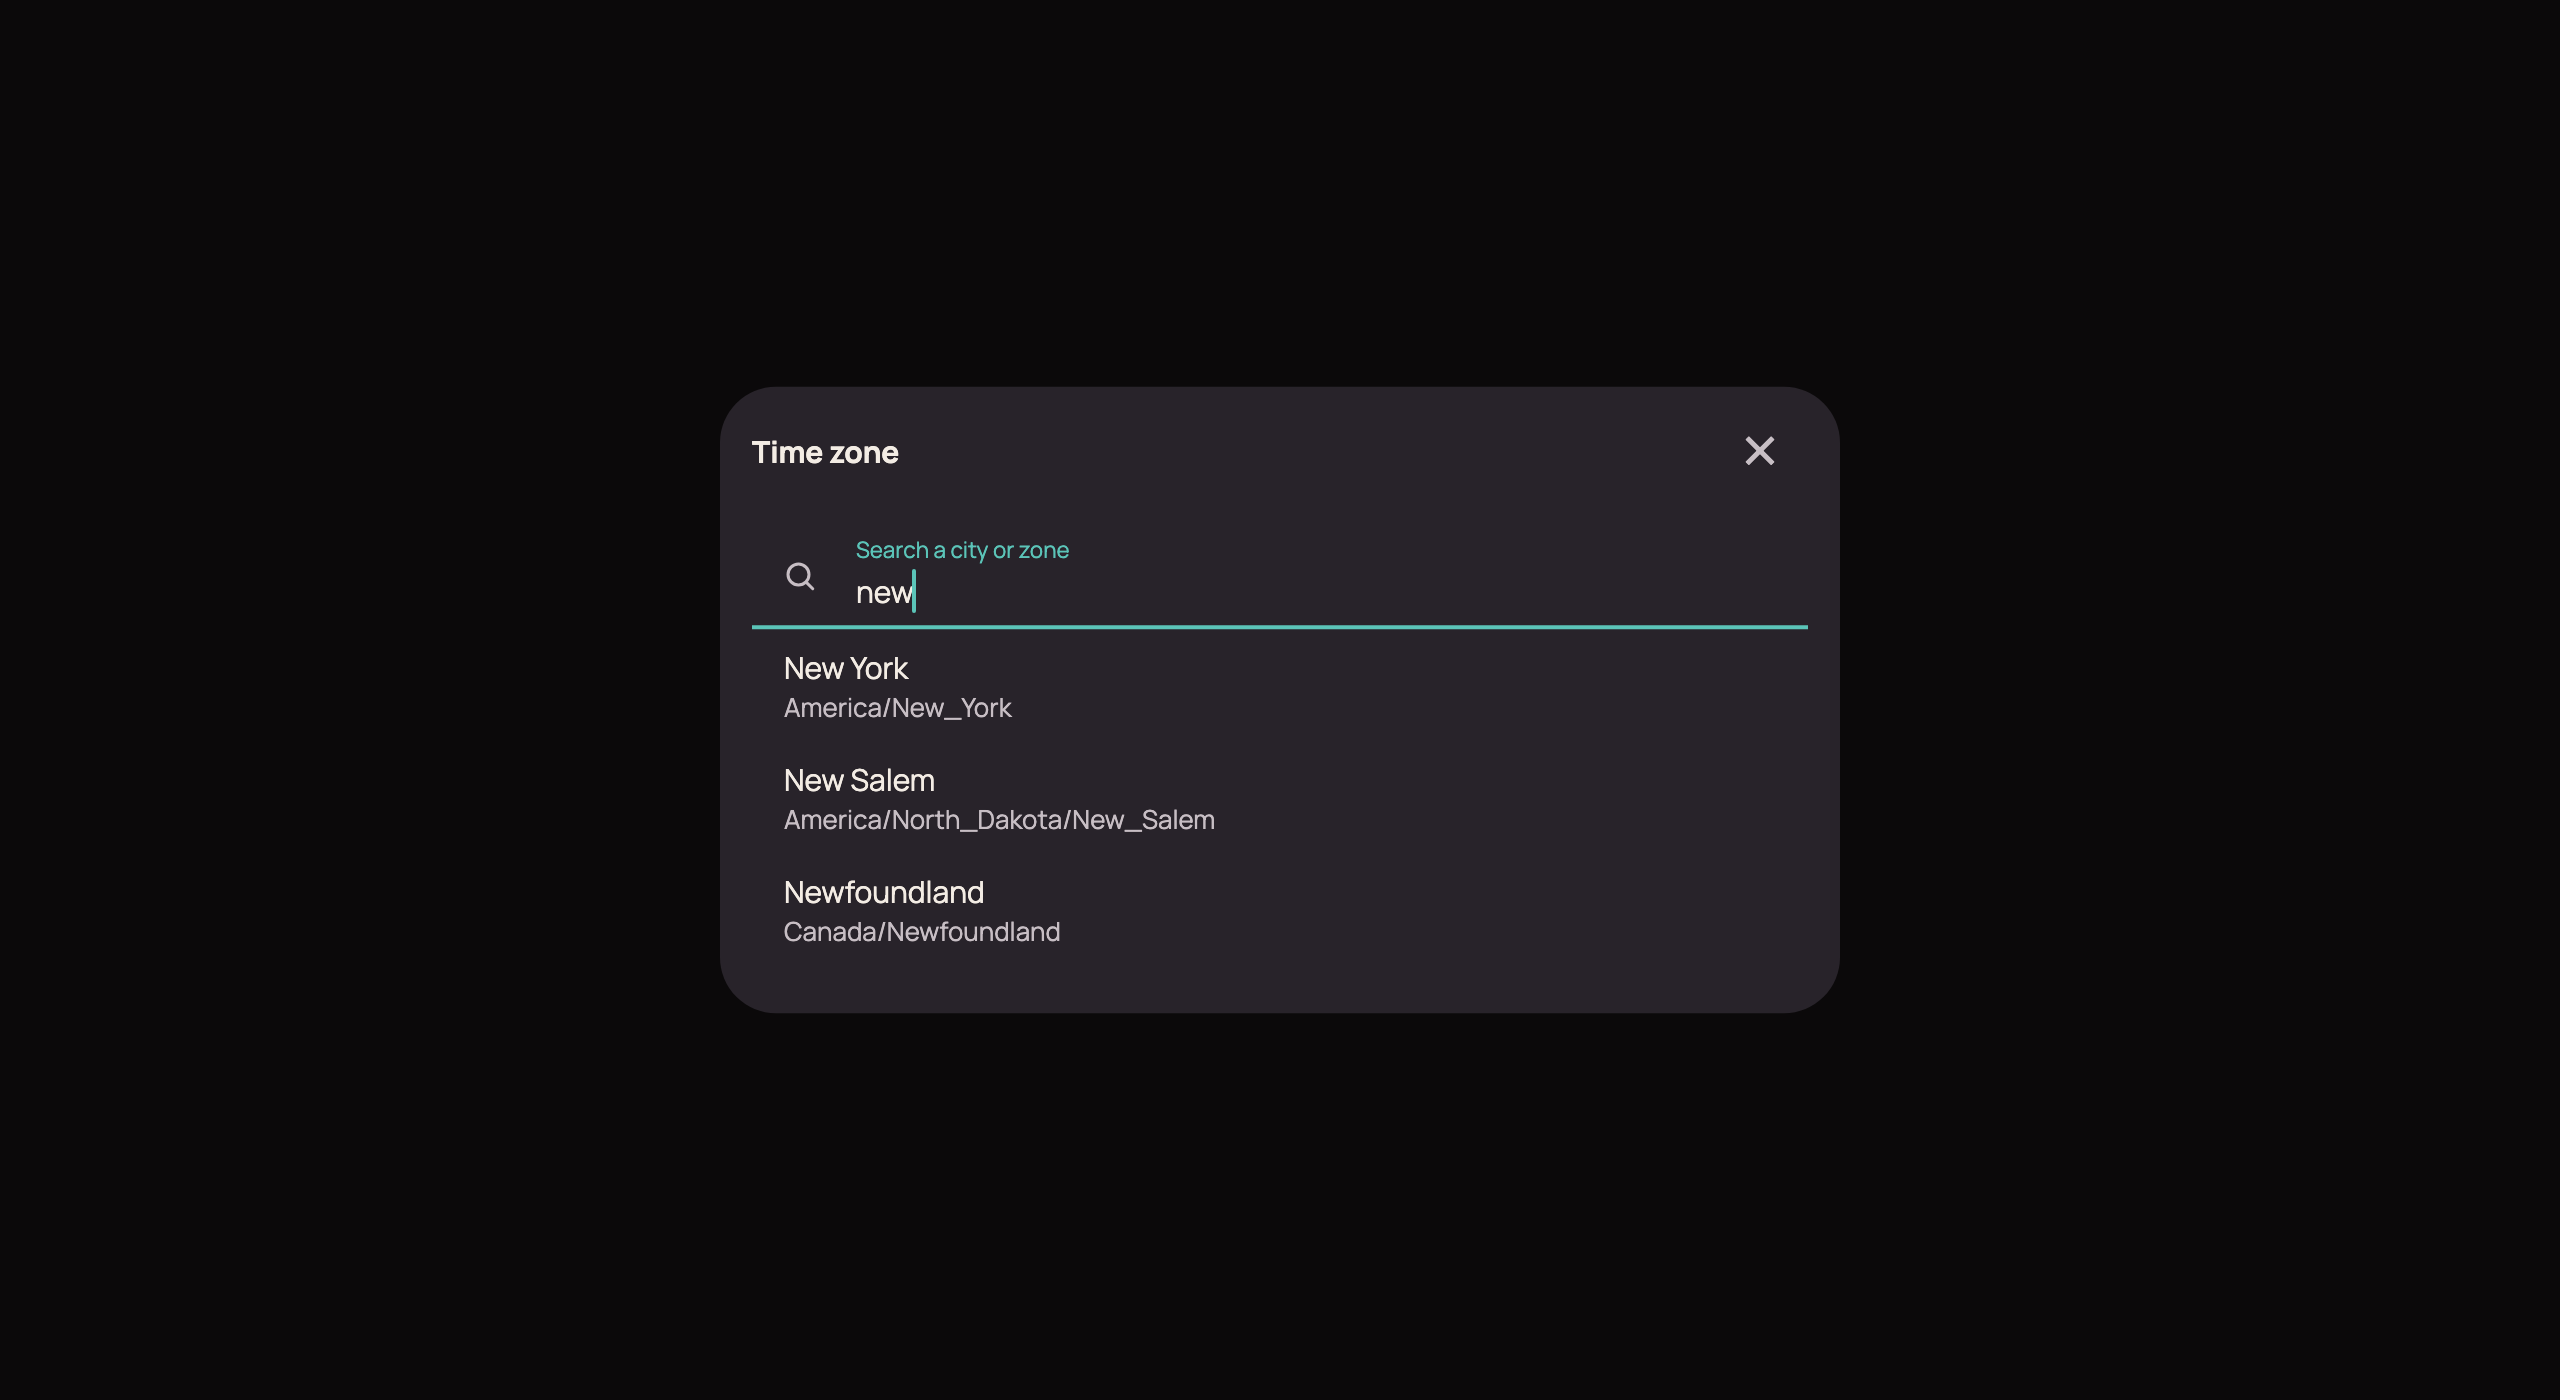 Time zone
Search a city or zone
new
New York
America/New_York
New Salem
America/North_Dakota/New_Salem
Newfoundland
Canada/Newfoundland